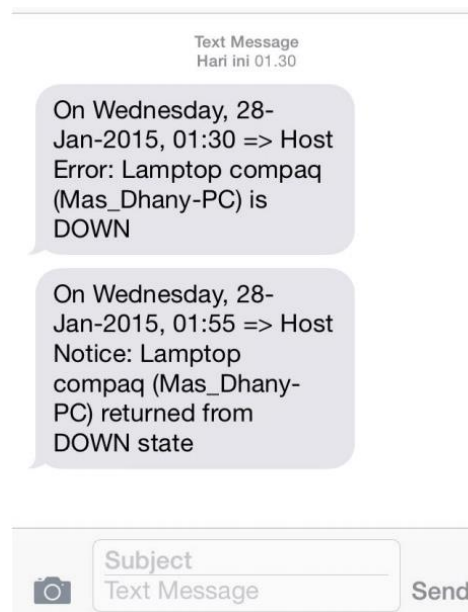 Text Message
Hari ini 01.30
On Wednesday, 28-
Jan-2015, 01:30 => Host
Error: Lamptop compaq
(Mas_Dhany-PC) is
DOWN
On Wednesday, 28-
Jan-2015, 01:55 => Host
Notice: Lamptop
compaq (Mas_Dhany-
PC) returned from
DOWN state
Subject
Text Message
Send